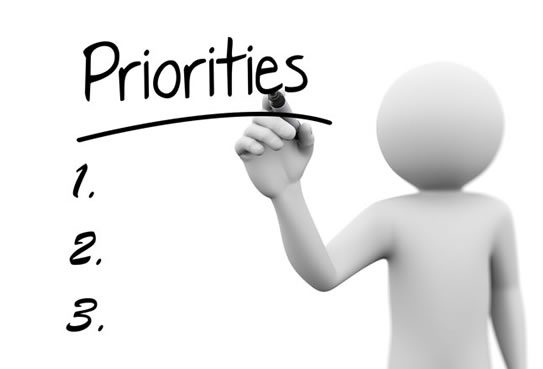 Priorities
1.
2.
3.